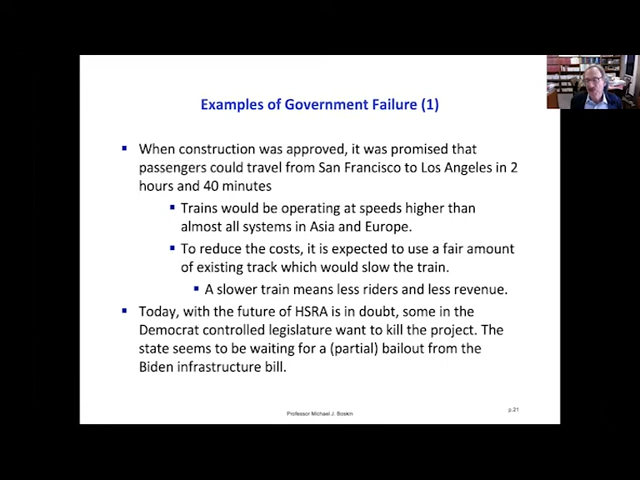 Examples of Government Failure (1)
▪ When construction was approved, it was promised that
passengers could travel from San Francisco to Los Angeles in 2
hours and 40 minutes
▪ Trains would be operating at speeds higher than
almost all systems in Asia and Europe.
▪ To reduce the costs, it is expected to use a fair amount
of existing track which would slow the train.
▪ A slower train means less riders and less revenue.
▪ Today, with the future of HSRA is in doubt, some in the
Democrat controlled legislature want to kill the project. The
state seems to be waiting for a (partial) bailout from the
Biden infrastructure bill.
Professor Michael J. Boskin
p.21